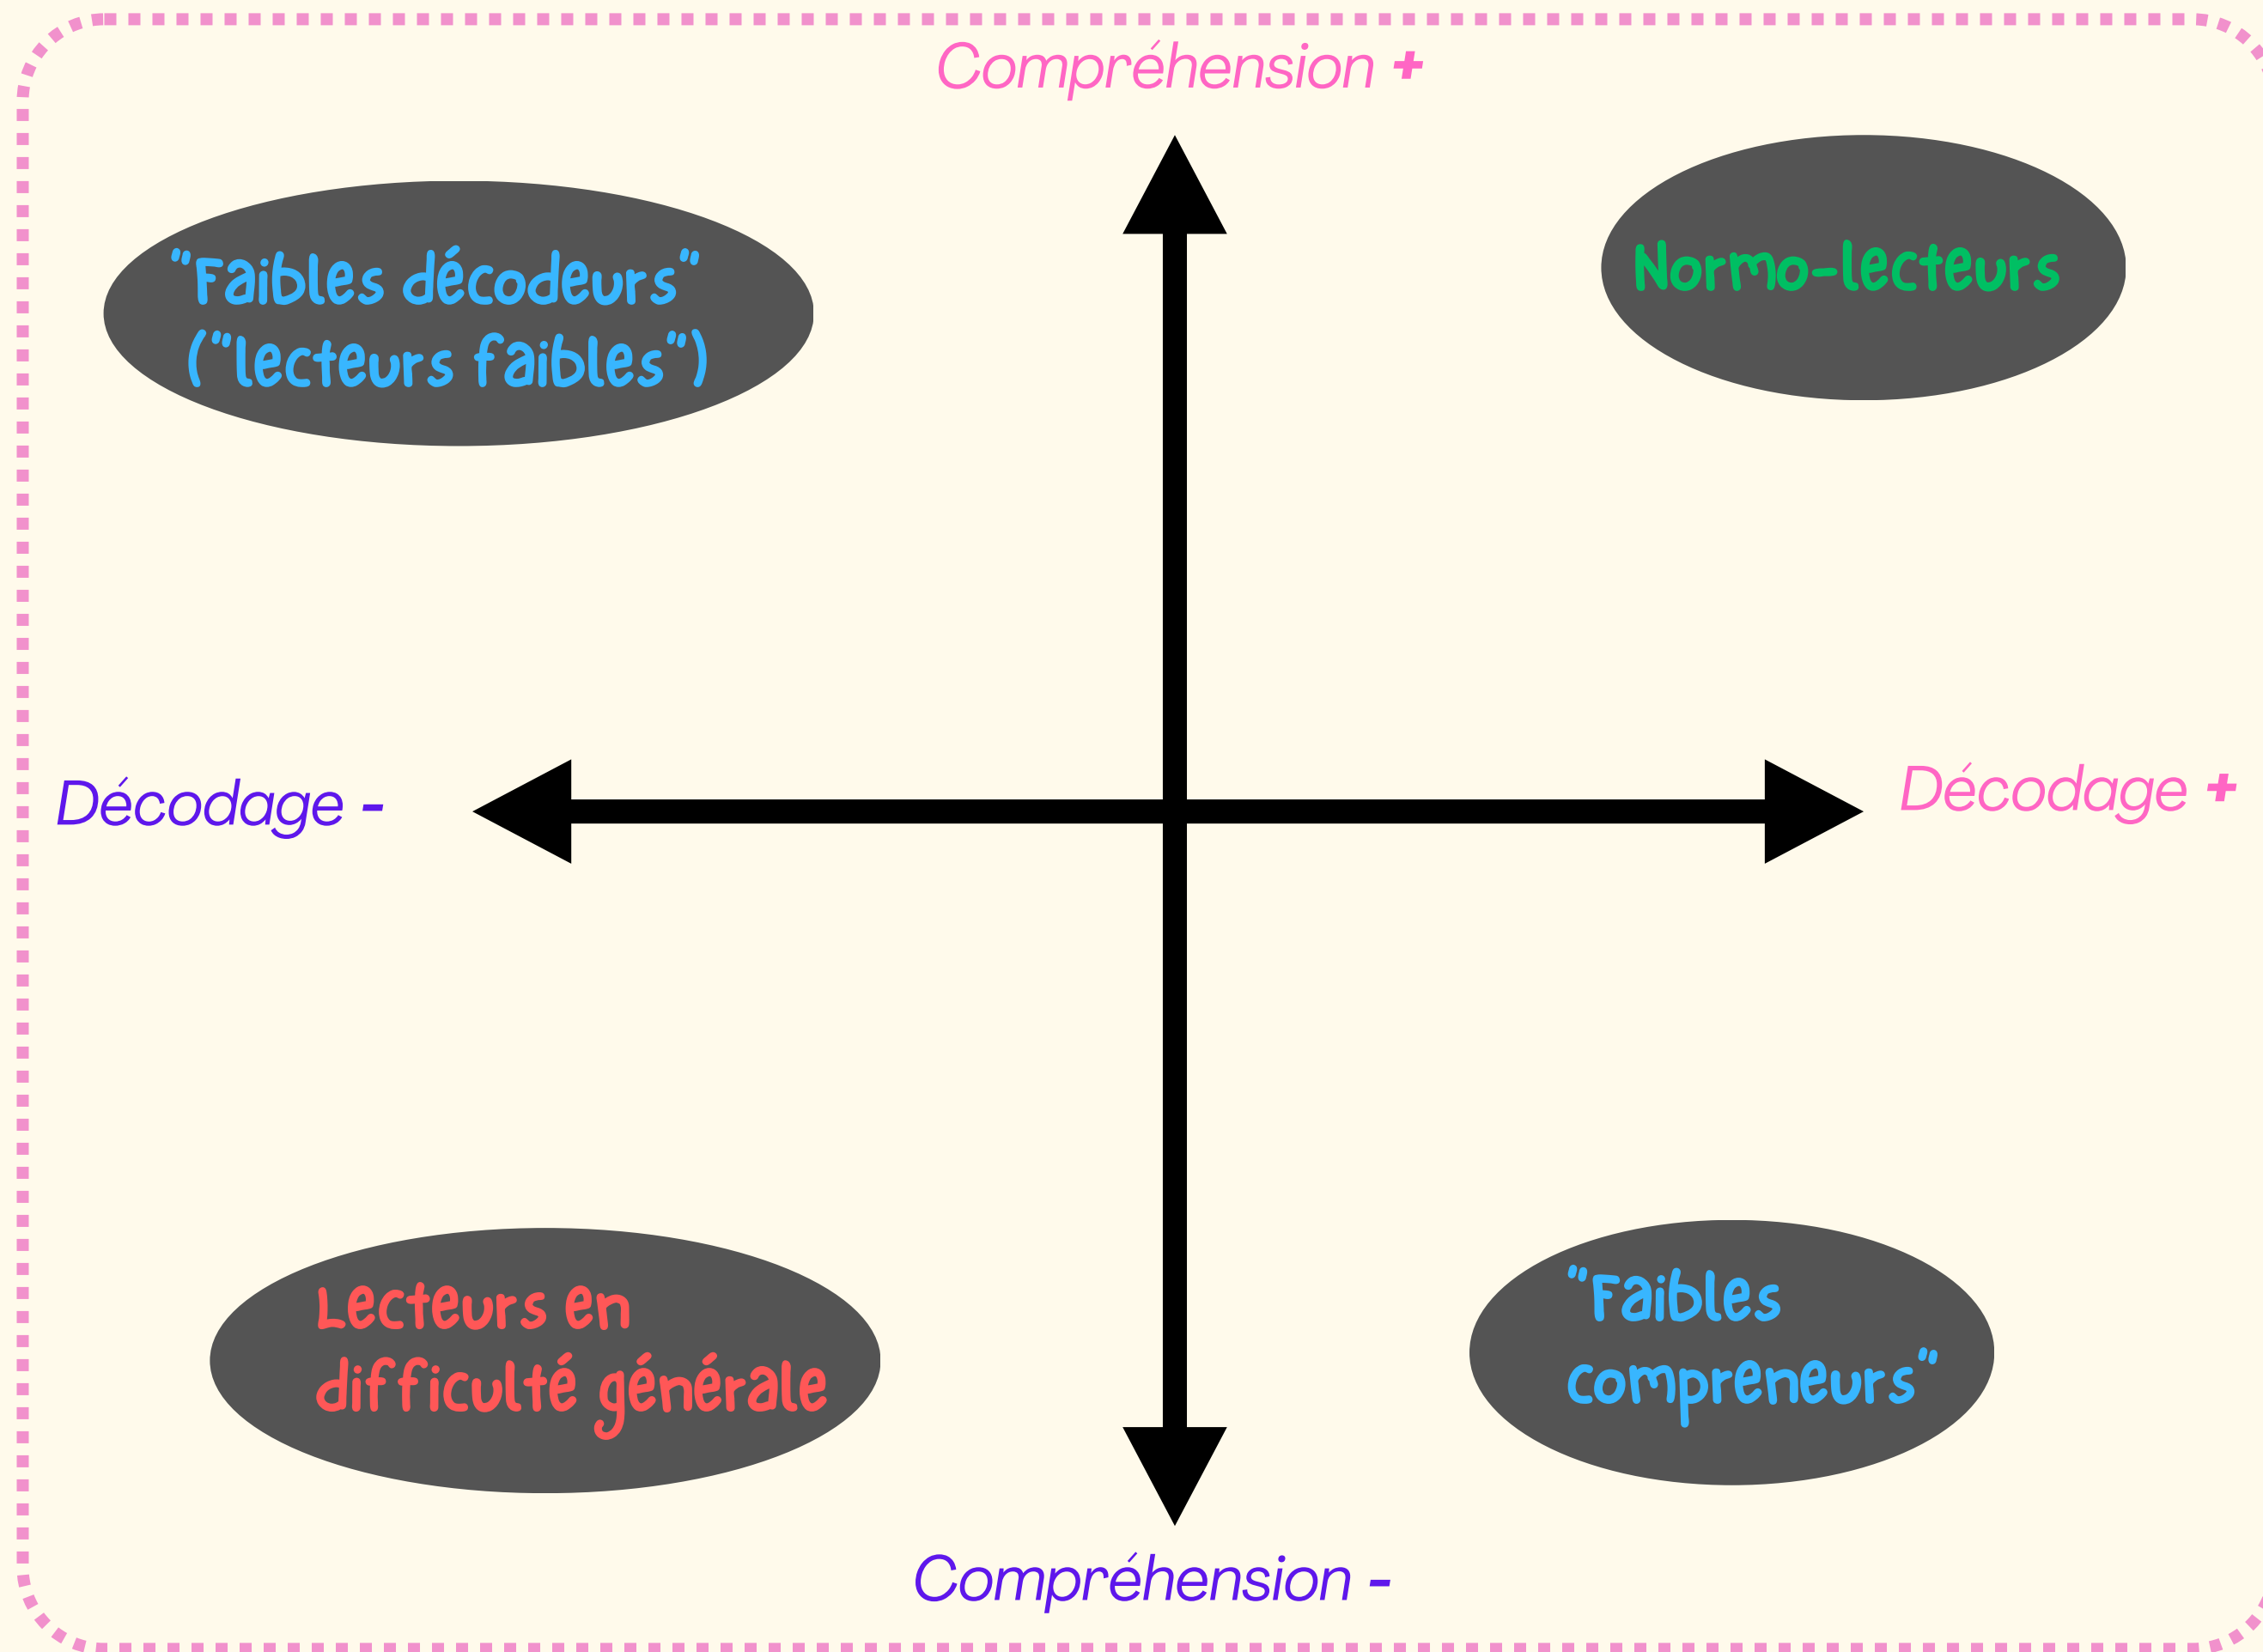 Compréhension +
"Faibles décodeurs"
("lecteurs faibles")
Normo-lecteurs
Décodage -
Décodage +
Lecteurs en
difficulté générale
"Faibles
compreneurs"
Compréhension -